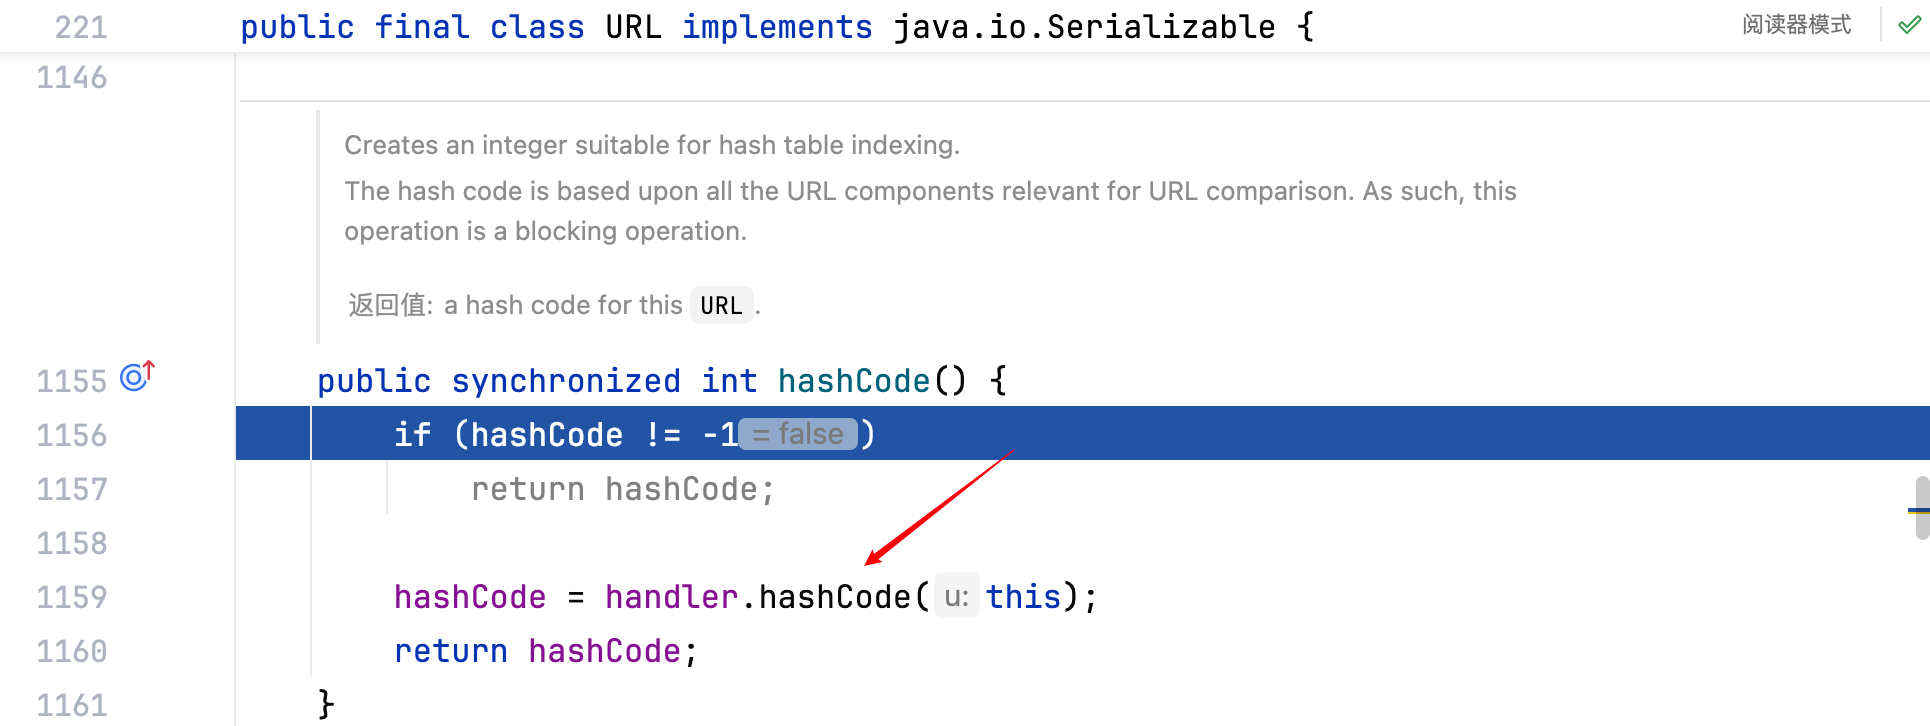 221 public final class URL implements java.io.Serializable { 阅读器模式
1146
Creates an integer suitable for hash table indexing.
The hash code is based upon all the URL components relevant for URL comparison. As such, this
operation is a blocking operation.
返回值: a hash code for this URL.
1155 public synchronized int hashCode() {
1156 if (hashCode != -1 = false )
1157 return hashCode;
1158
1159 hashCode = handler.hashCode( u: this);
1160 return hashCode;
1161 }